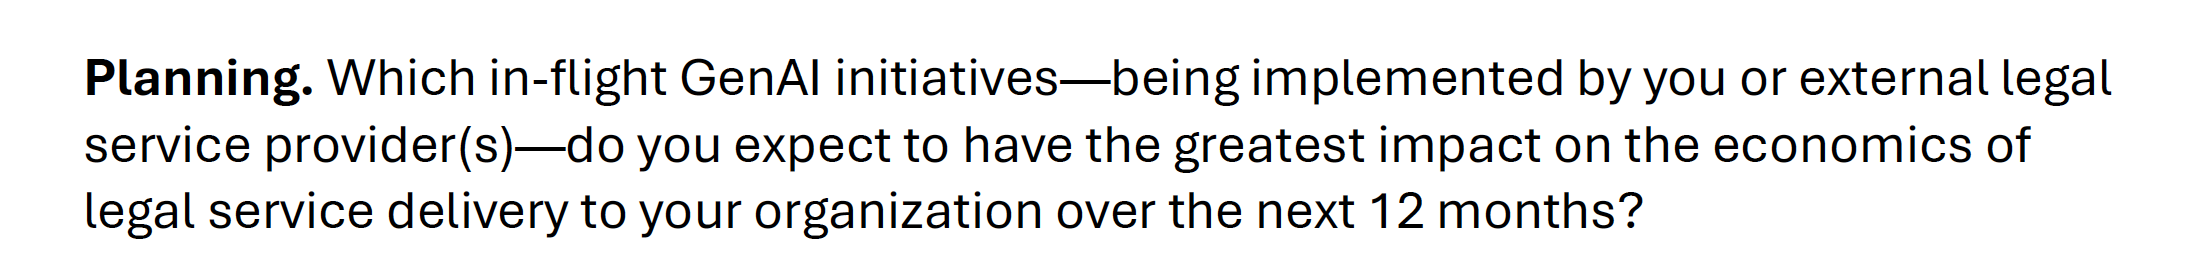 Planning. Which in-flight GenAI initiatives—being implemented by you or external legal
service provider(s)—do you expect to have the greatest impact on the economics of
legal service delivery to your organization over the next 12 months?